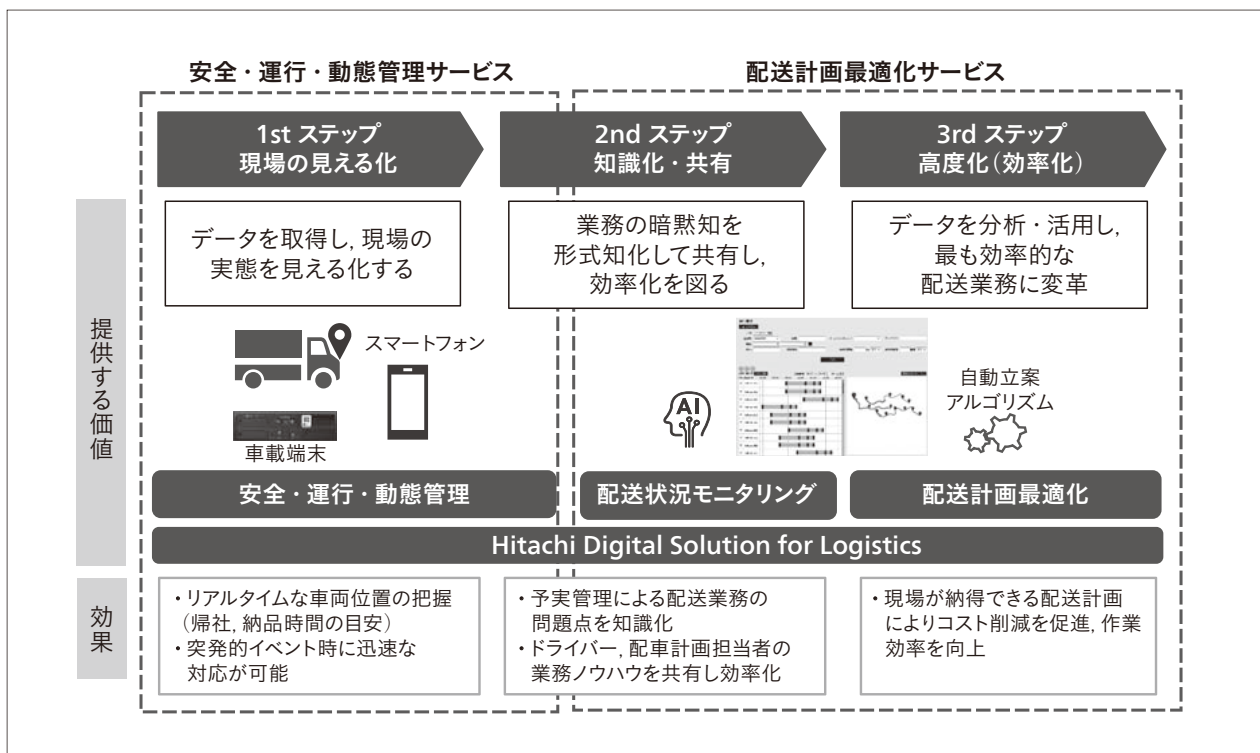 安全・運行・動態管理サービス
配送計画最適化サービス
1st ステップ
現場の見える化
2nd ステップ
知識化・共有
3rd ステップ
高度化（効率化）
提供する価値
データを取得し, 現場の
実態を見える化する
業務の暗黙知を
形式知化して共有し,
効率化を図る
データを分析・活用し,
最も効率的な
配送業務に変革
スマートフォン
車載端末
AI
自動立案
アルゴリズム
安全・運行・動態管理
配送状況モニタリング
配送計画最適化
Hitachi Digital Solution for Logistics
効果
・リアルタイムな車両位置の把握
（帰社, 納品時間の目安）
・突発的イベント時に迅速な
対応が可能
・予実管理による配送業務の
問題点を知識化
・ドライバー, 配車計画担当者の
業務ノウハウを共有し効率化
・現場が納得できる配送計画
によりコスト削減を促進, 作業
効率を向上